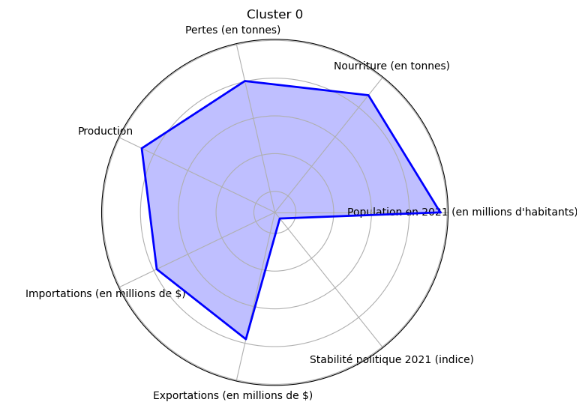 Cluster 0
Pertes (en tonnes)
Nourriture (en tonnes)
Production
Population en 2021 (en millions d'habitants)
Importations (en millions de $)
Stabilité politique 2021 (indice)
Exportations (en millions de $)